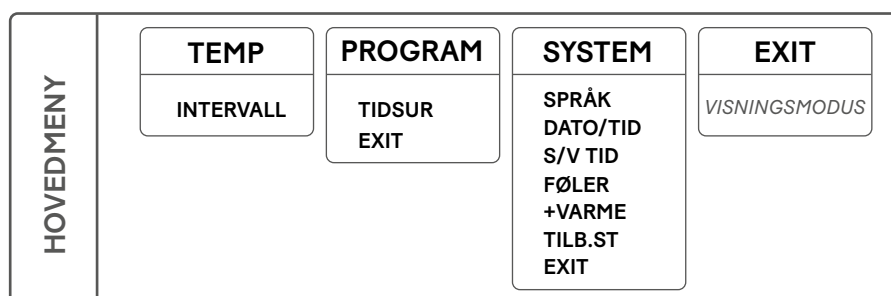 HOVEDMENY
TEMP
INTERVALL
PROGRAM
TIDSUR
EXIT
SYSTEM
SPRÅK
DATO/TID
S/V TID
FØLER
+VARME
TILB.ST
EXIT
EXIT
VISNINGSMODUS